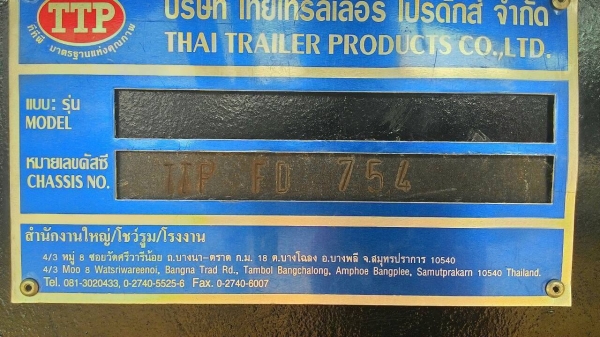 TTP
ทีทีพี มาตรฐานแห่งคุณภาพ
บริษัท ไทยเทรลเลอร์ โปรดักส์ จำกัด
THAI TRAILER PRODUCTS CO.,LTD.
แบบ: รุ่น
MODEL
หมายเลขคัสซี
CHASSIS NO.
TTP FD 754
สำนักงานใหญ่/โชว์รูม/โรงงาน
4/3 หมู่ 8 ซอยวัดศรีวารีน้อย ถ.บางนา-ตราด ก.ม. 18 ต.บางโฉลง อ.บางพลี จ.สมุทรปราการ 10540
4/3 Moo 8 Watsriwareenoi, Bangna Trad Rd., Tambol Bangchalong, Amphoe Bangplee, Samutprakarn 10540 Thailand.
Tel. 081-3020433, 0-2740-5525-6 Fax. 0-2740-6007